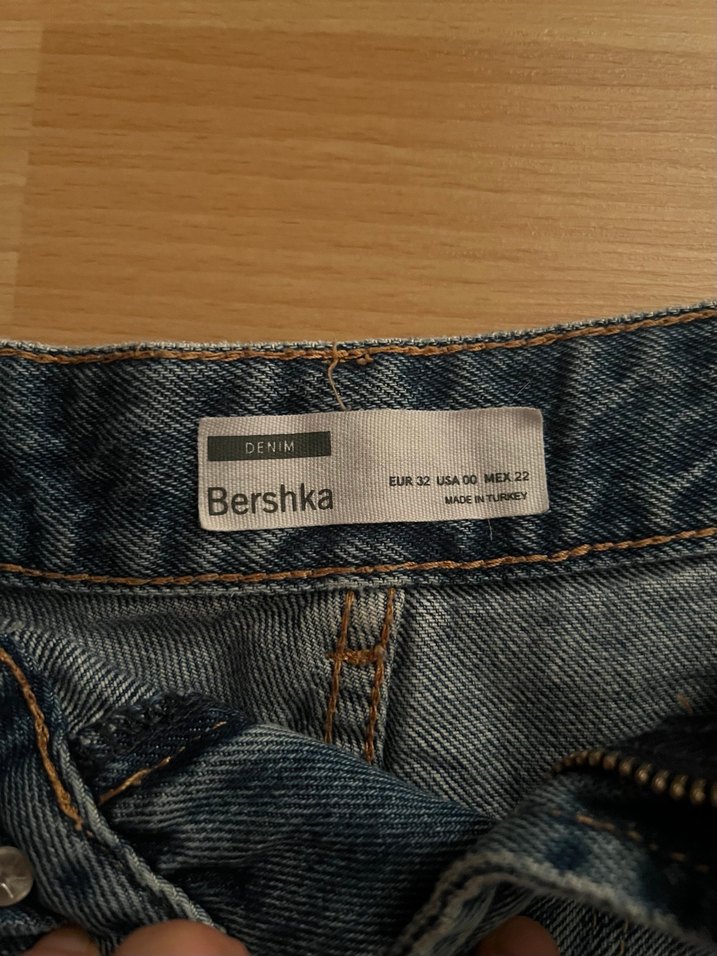 DENIM
Bershka
EUR 32 USA 00 MEX 22
MADE IN TURKEY